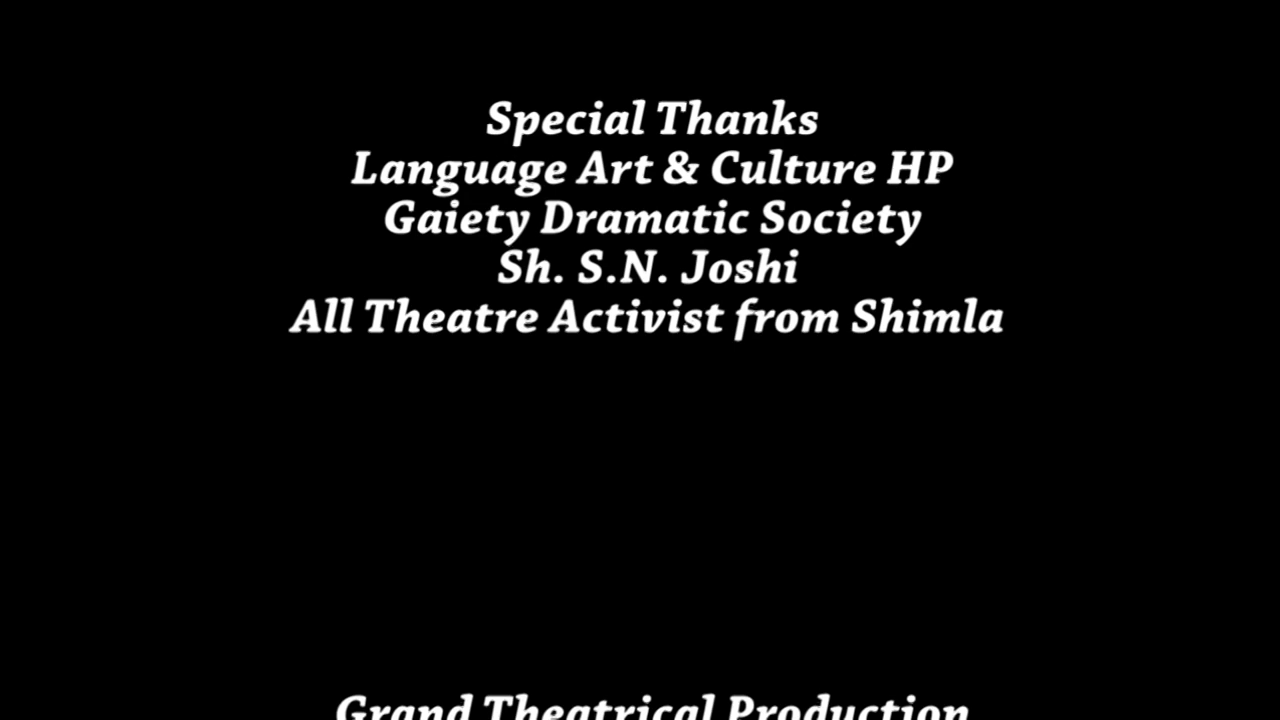 Special Thanks
Language Art & Culture HP
Gaiety Dramatic Society
Sh. S.N. Joshi
All Theatre Activist from Shimla
Grand Theatrical Production